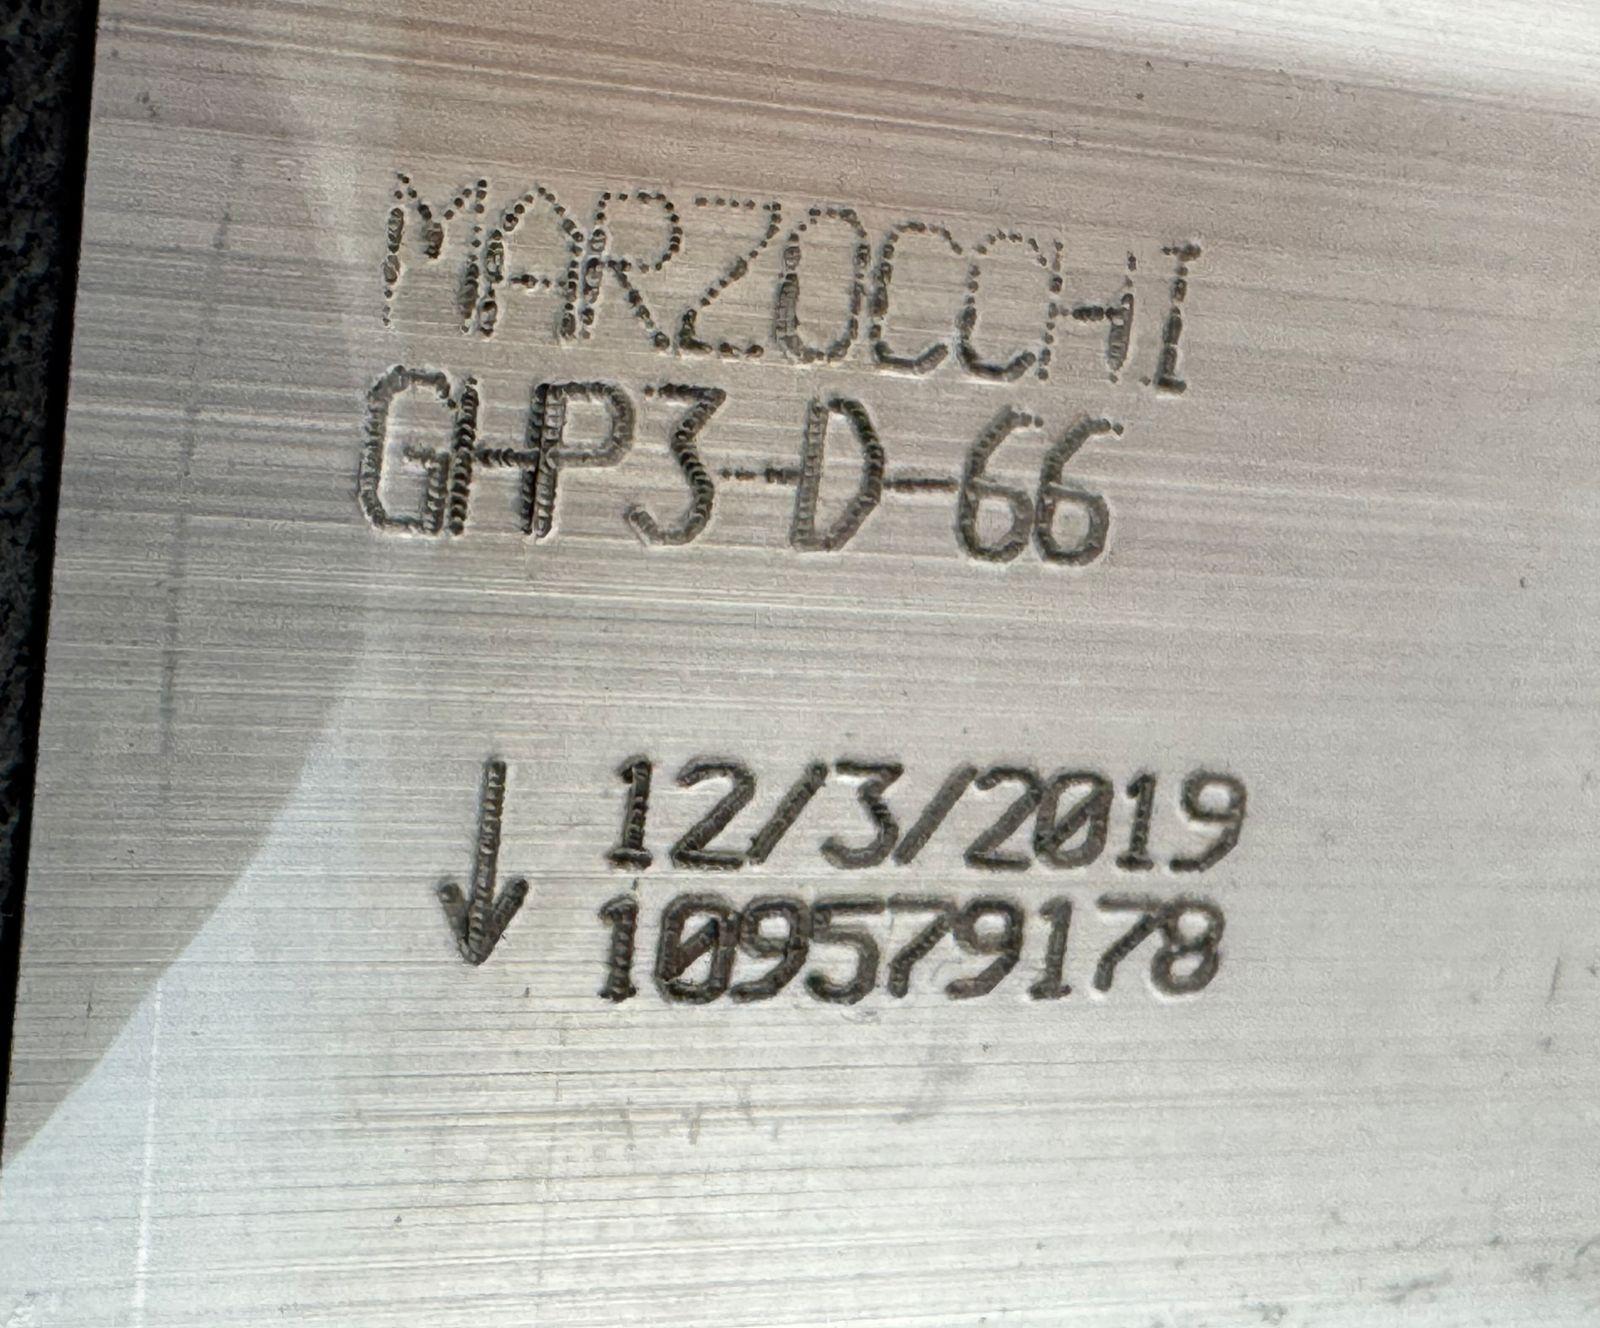 MARZOCCHI
GHP3-D-66
↓ 12/3/2019
109579178